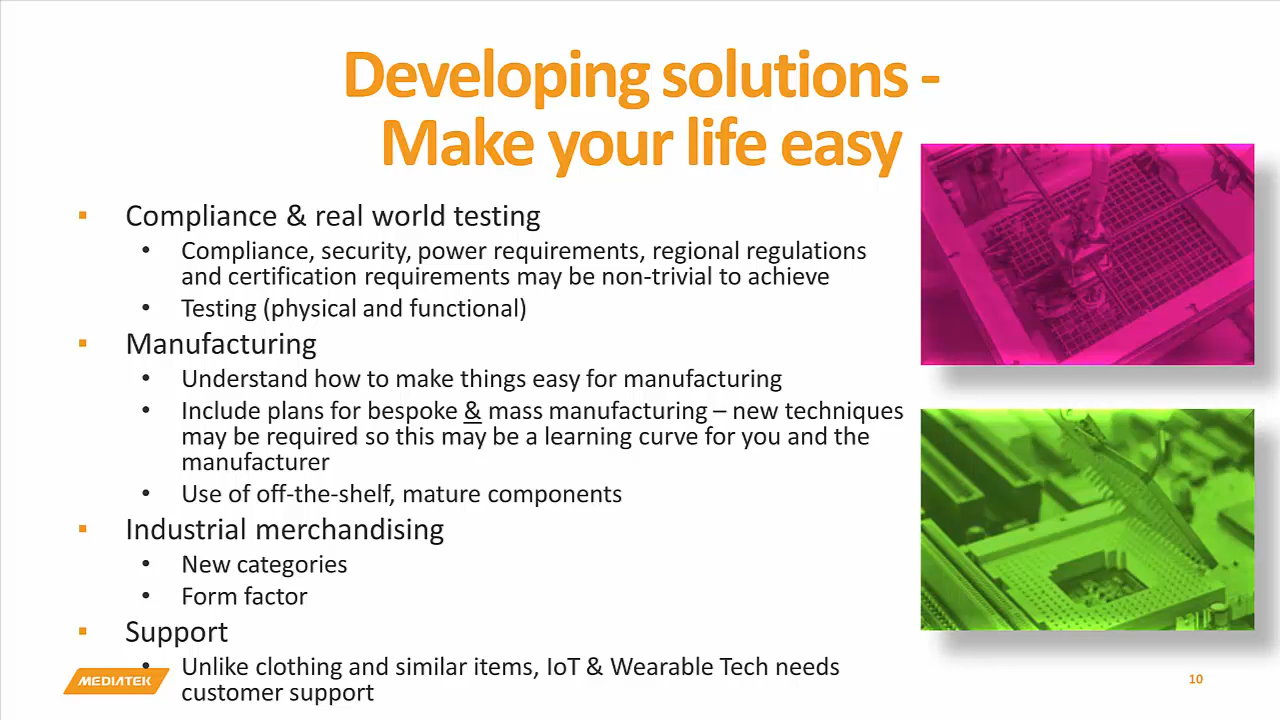 Developing solutions -
Make your life easy
▪ Compliance & real world testing
• Compliance, security, power requirements, regional regulations
and certification requirements may be non-trivial to achieve
• Testing (physical and functional)
▪ Manufacturing
• Understand how to make things easy for manufacturing
• Include plans for bespoke & mass manufacturing – new techniques
may be required so this may be a learning curve for you and the
manufacturer
• Use of off-the-shelf, mature components
▪ Industrial merchandising
• New categories
• Form factor
▪ Support
• Unlike clothing and similar items, IoT & Wearable Tech needs
customer support
MEDIATEK
10